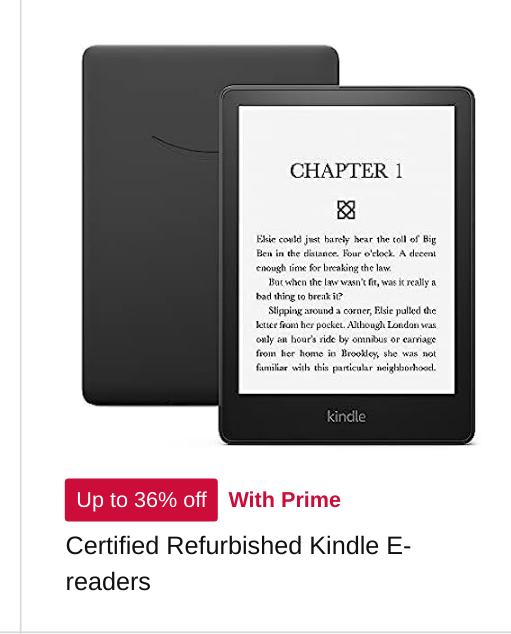 CHAPTER 1
Elsie could just barely hear the toll of Big
Ben in the distance. Four o'clock. A decent
enough time for breaking the law.
But when the law wasn't fit, was it really a
bad thing to break it?
Slipping around a corner, Elsie pulled the
letter from her pocket. Although London was
only an hour's ride by omnibus or carriage
from her home in Brookley, she was not
familiar with this particular neighborhood.
kindle
Up to 36% off With Prime
Certified Refurbished Kindle E-
readers